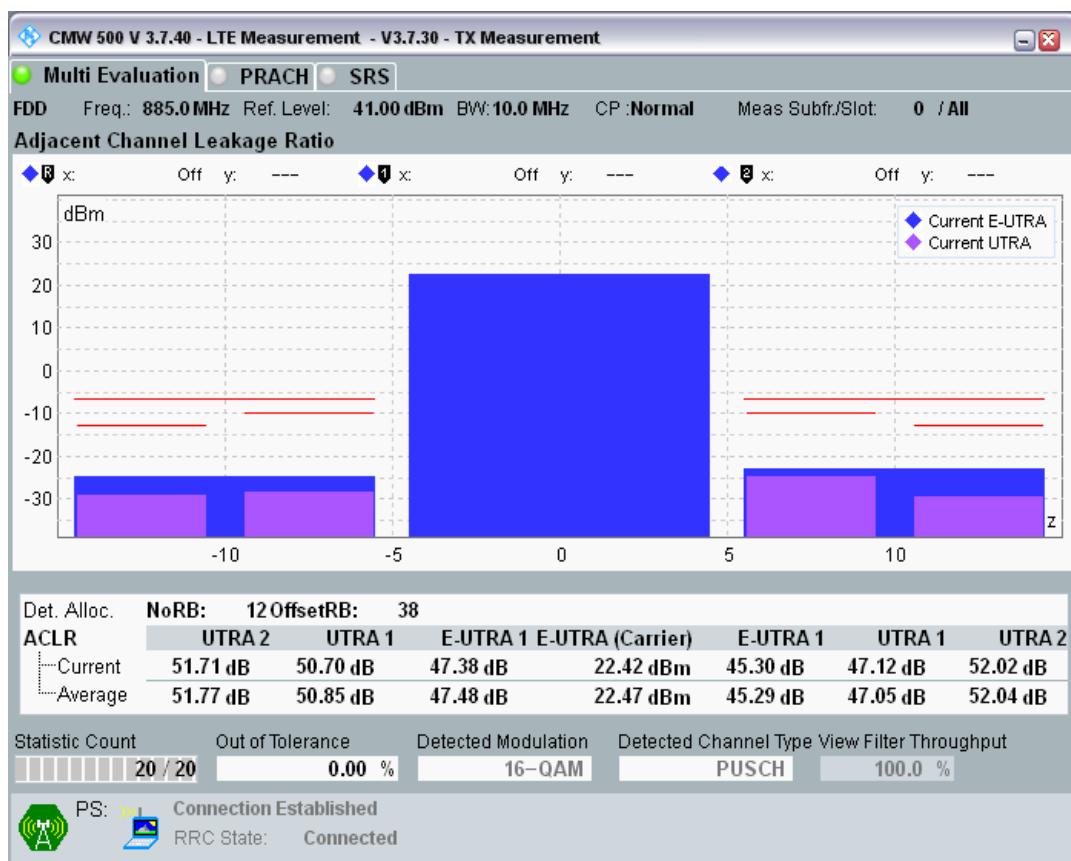 CMW 500 V 3.7.40 - LTE Measurement - V3.7.30 - TX Measurement
Multi Evaluation PRACH SRS
FDD Freq.: 885.0 MHz Ref. Level: 41.00 dBm BW: 10.0 MHz CP :Normal Meas Subfr./Slot: 0 / All
Adjacent Channel Leakage Ratio
R x: Off y: --- 1 x: Off y: --- 2 x: Off y: ---
dBm
Current E-UTRA
Current UTRA
30
20
10
0
-10
-20
-30
z
-10 -5 0 5 10
Det. Alloc. NoRB: 12 OffsetRB: 38
ACLR UTRA 2 UTRA 1 E-UTRA 1 E-UTRA (Carrier) E-UTRA 1 UTRA 1 UTRA 2
Current 51.71 dB 50.70 dB 47.38 dB 22.42 dBm 45.30 dB 47.12 dB 52.02 dB
Average 51.77 dB 50.85 dB 47.48 dB 22.47 dBm 45.29 dB 47.05 dB 52.04 dB
Statistic Count Out of Tolerance Detected Modulation Detected Channel Type View Filter Throughput
20 / 20 0.00 % 16-QAM PUSCH 100.0 %
PS: Connection Established
RRC State: Connected